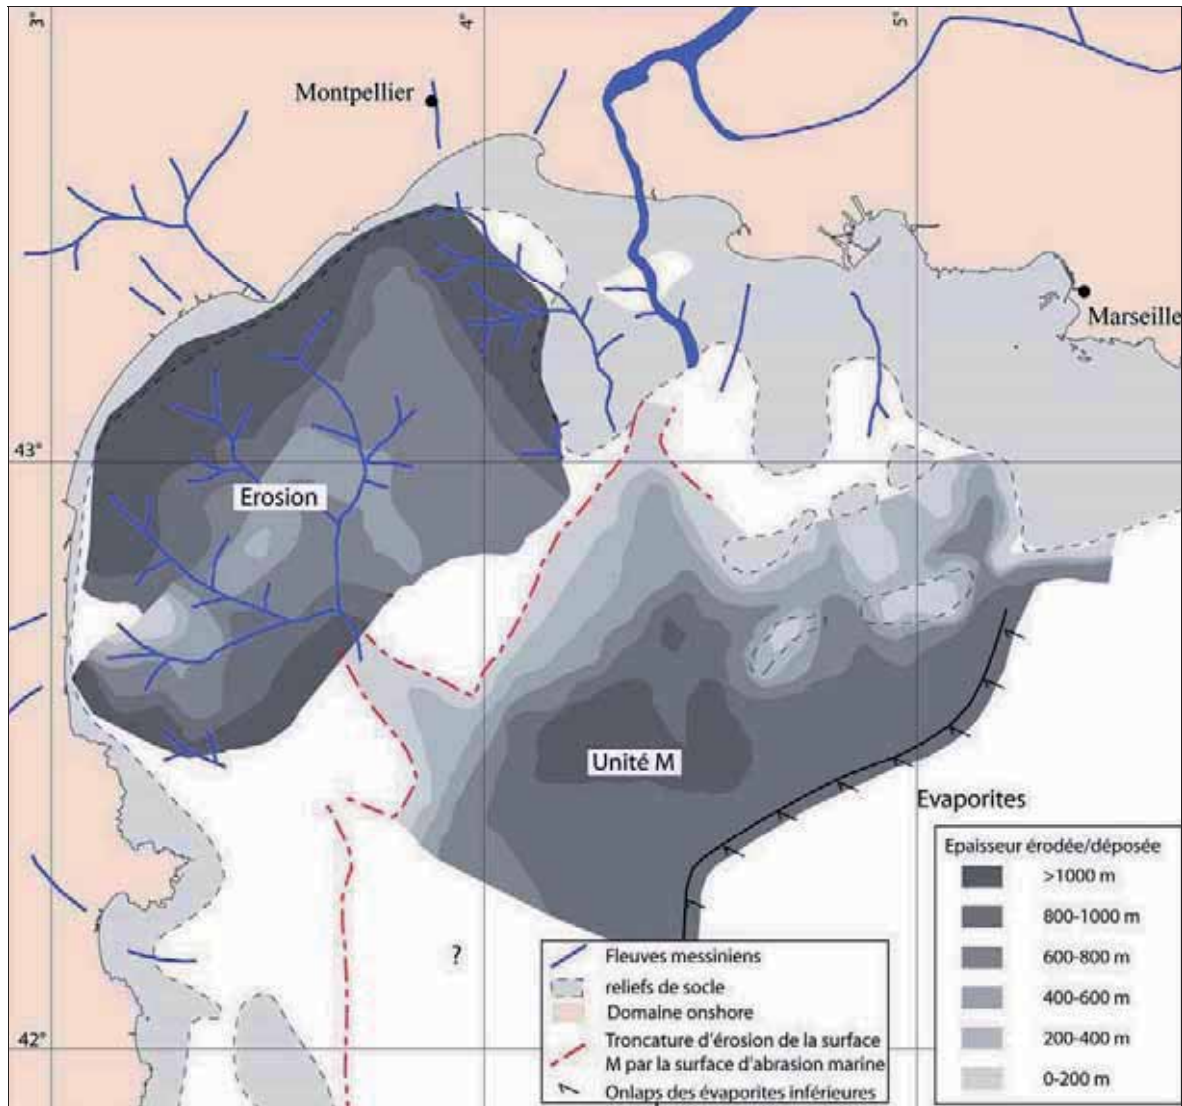 3°
4°
5°
Montpellier
Marseille
43°
Erosion
Unité M
Evaporites
Epaisseur érodée/déposée
>1000 m
800-1000 m
600-800 m
400-600 m
200-400 m
0-200 m
?
Fleuves messiniens
reliefs de socle
Domaine onshore
Troncature d'érosion de la surface
M par la surface d'abrasion marine
Onlaps des évaporites inférieures
42°